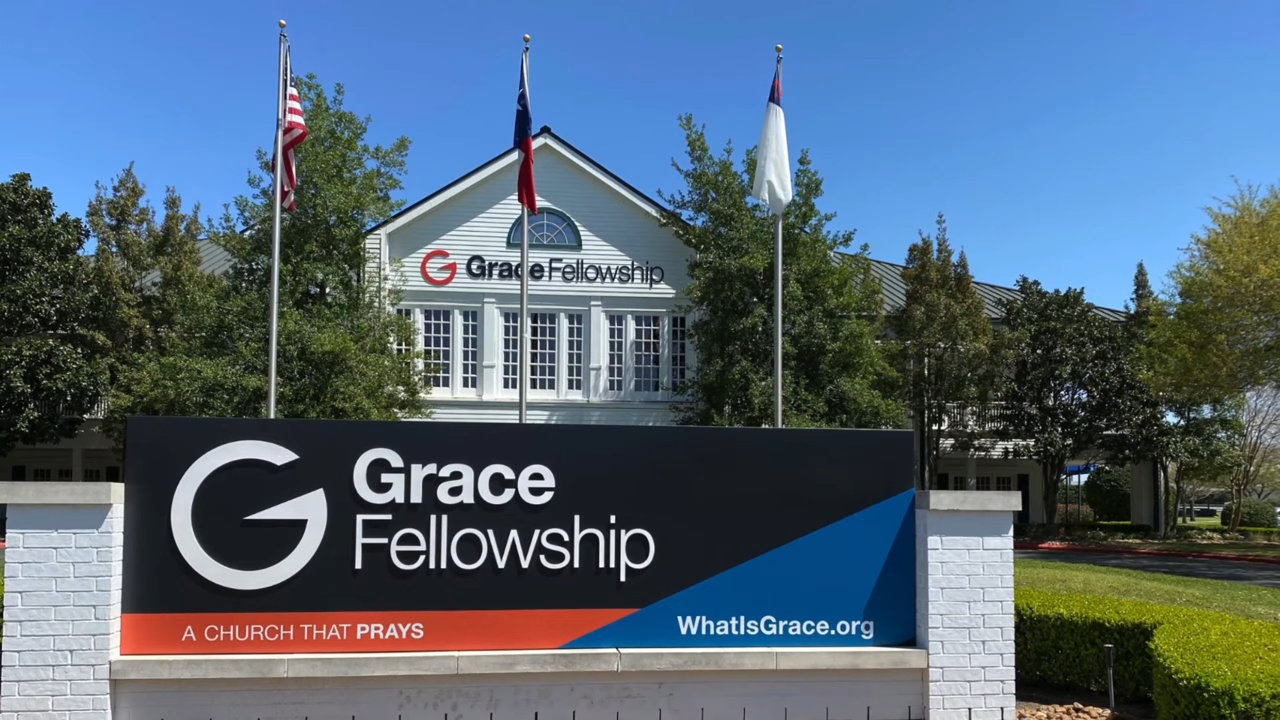 G Grace Fellowship
G Grace
Fellowship
A CHURCH THAT PRAYS
WhatIsGrace.org